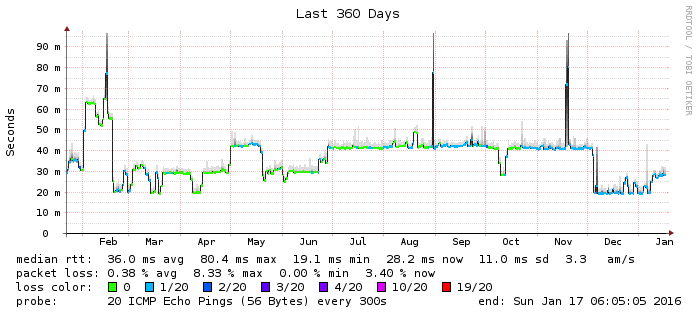 Last 360 Days
RRDTOOL / TOBI OETIKER
Seconds
90 m
80 m
70 m
60 m
50 m
40 m
30 m
20 m
10 m
0
Feb Mar Apr May Jun Jul Aug Sep Oct Nov Dec Jan
median rtt: 36.0 ms avg 80.4 ms max 19.1 ms min 28.2 ms now 11.0 ms sd 3.3 am/s
packet loss: 0.38 % avg 8.33 % max 0.00 % min 3.40 % now
loss color: 0 1/20 2/20 3/20 4/20 10/20 19/20
probe: 20 ICMP Echo Pings (56 Bytes) every 300s end: Sun Jan 17 06:05:05 2016